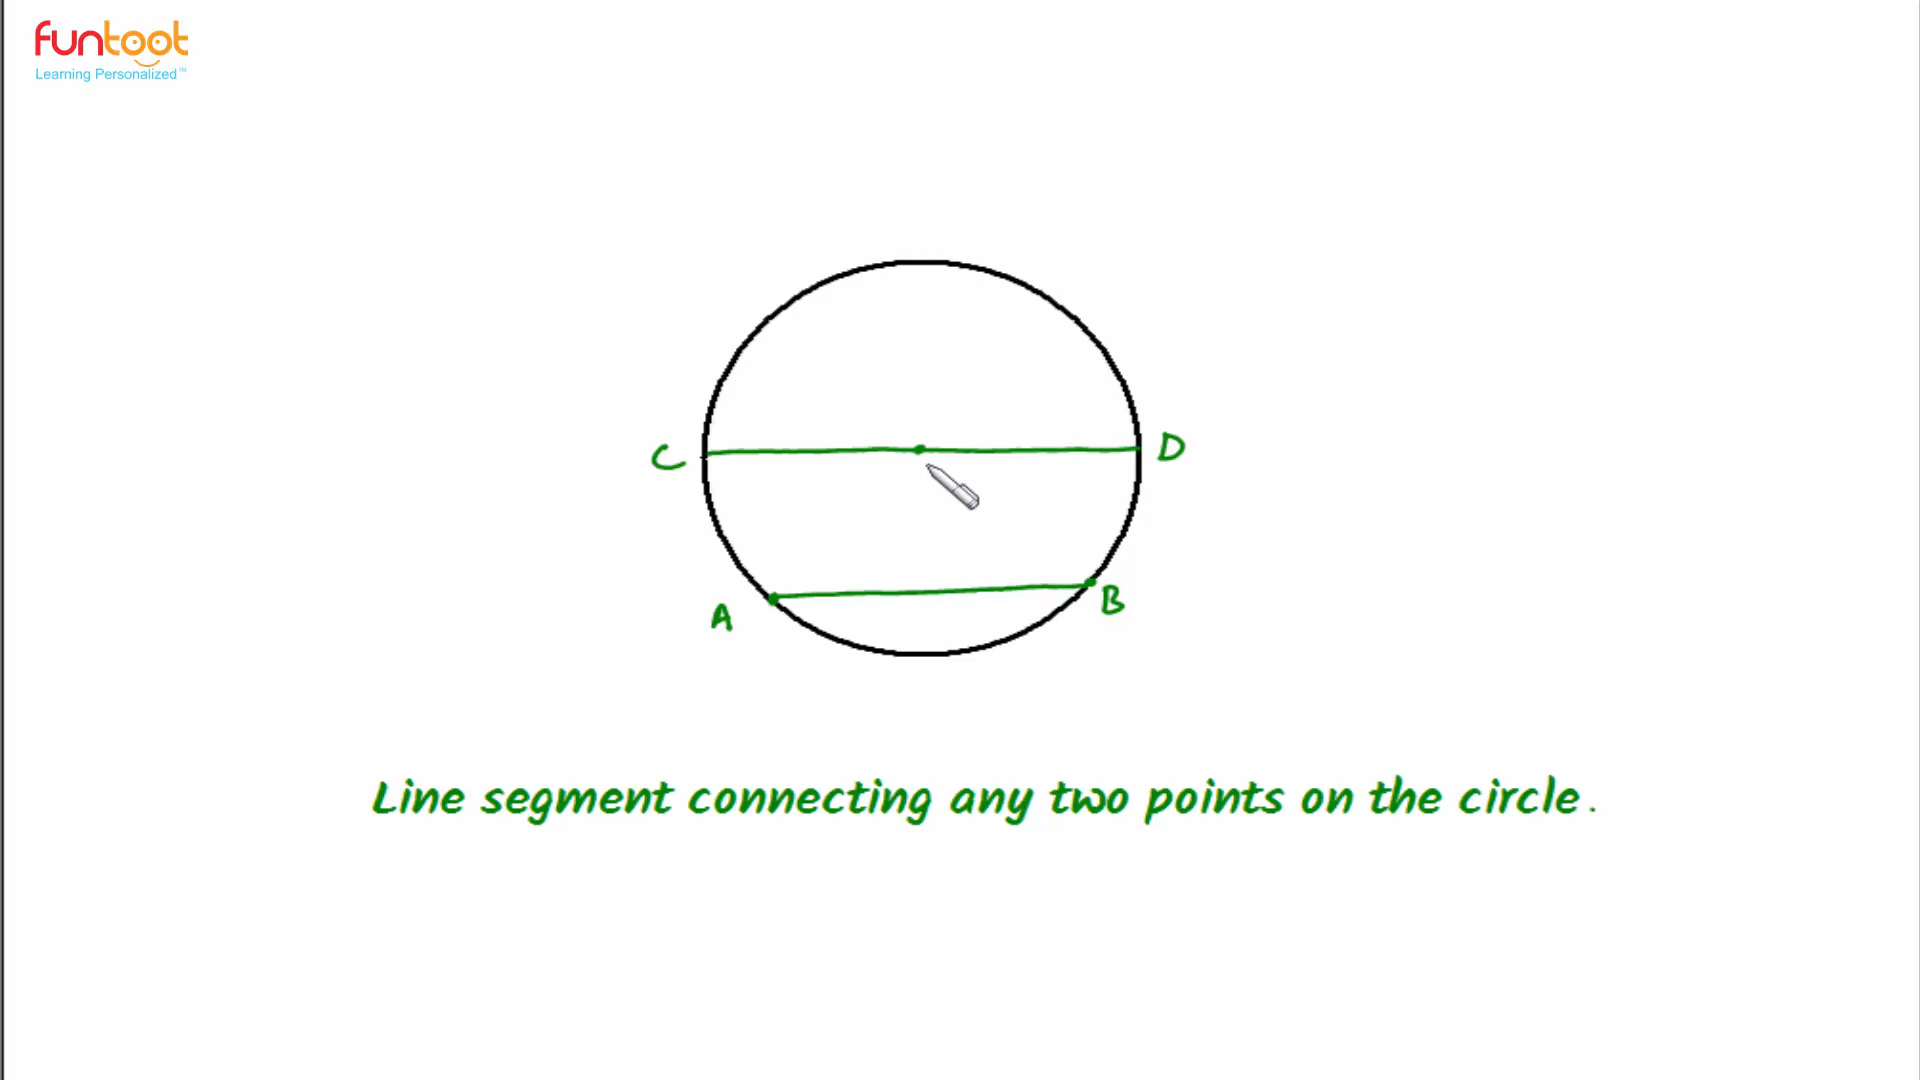 funtoot
Learning Personalized™
C
D
A
B
Line segment connecting any two points on the circle.